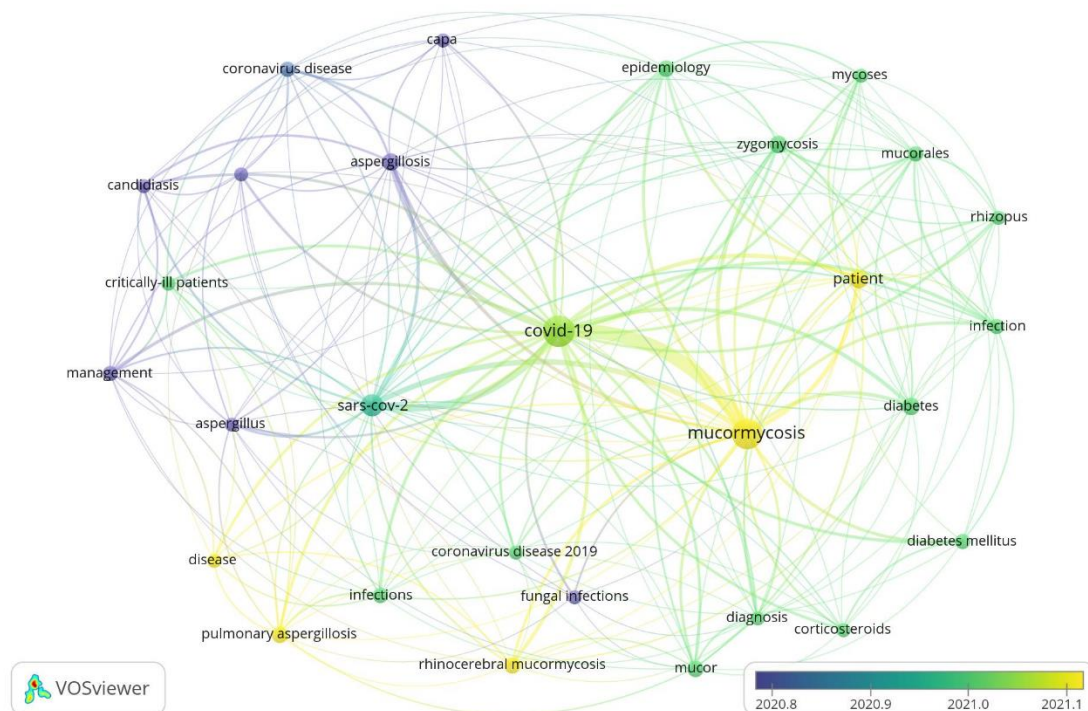 capa
coronavirus disease
epidemiology
mycoses
zygomycosis
mucorales
aspergillosis
candidiasis
rhizopus
critically-ill patients
patient
infection
covid-19
management
sars-cov-2
diabetes
aspergillus
mucormycosis
diabetes mellitus
coronavirus disease 2019
disease
infections
fungal infections
diagnosis
corticosteroids
pulmonary aspergillosis
rhinocerebral mucormycosis
mucor
VOSviewer
2020.8 2020.9 2021.0 2021.1